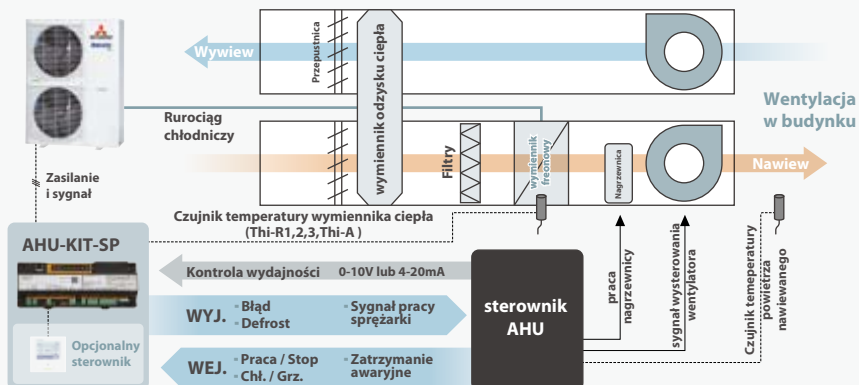 Wywiew
Przepustnica
wymiennik odzysku ciepła
Rurociąg
chłodniczy
Wentylacja
w budynku
Filtry
wymiennik
freonowy
Nagrzewnica
Nawiew
Zasilanie
i sygnał
Czujnik temperatury wymiennika ciepła
(Thi-R1,2,3,Thi-A )
AHU-KIT-SP
Opcjonalny
sterownik
Kontrola wydajności 0-10V lub 4-20mA
WYJ.
Błąd
Defrost
Sygnał pracy
sprężarki
WEJ.
Praca / Stop
Chł. / Grz.
Zatrzymanie
awaryjne
sterownik
AHU
praca
nagrzewnicy
sygnał wysterowania
wentylatora
Czujnik temeperatury
powietrza
nawiewanego